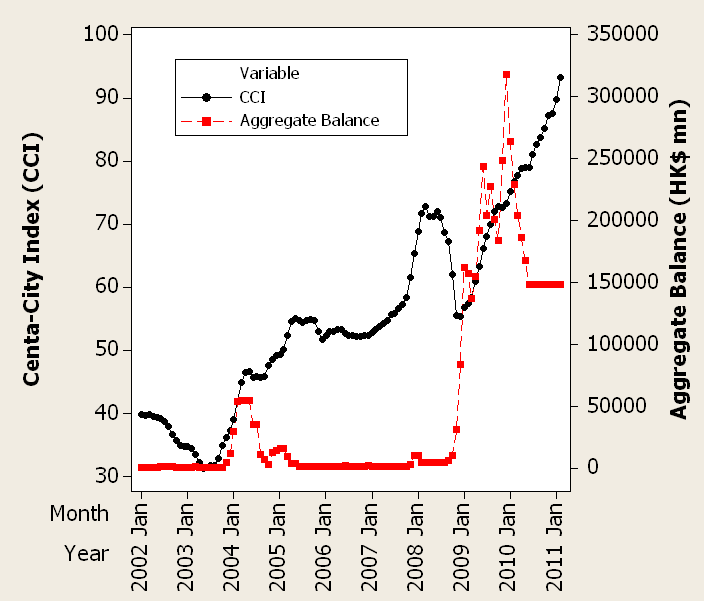 Centa-City Index (CCI)
100
90
80
70
60
50
40
30
Variable
CCI
Aggregate Balance
350000
300000
250000
200000
150000
100000
50000
0
Aggregate Balance (HK$ mn)
Month
Jan Jan Jan Jan Jan Jan Jan Jan Jan Jan
Year
2002 2003 2004 2005 2006 2007 2008 2009 2010 2011